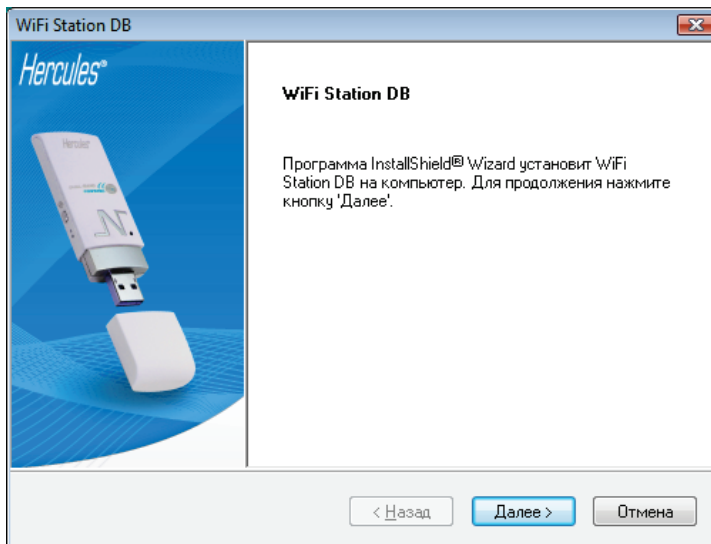 WiFi Station DB
Hercules®
WiFi Station DB
Программа InstallShield® Wizard установит WiFi
Station DB на компьютер. Для продолжения нажмите
кнопку 'Далее'.
Hercules
N
< Назад
Далее >
Отмена